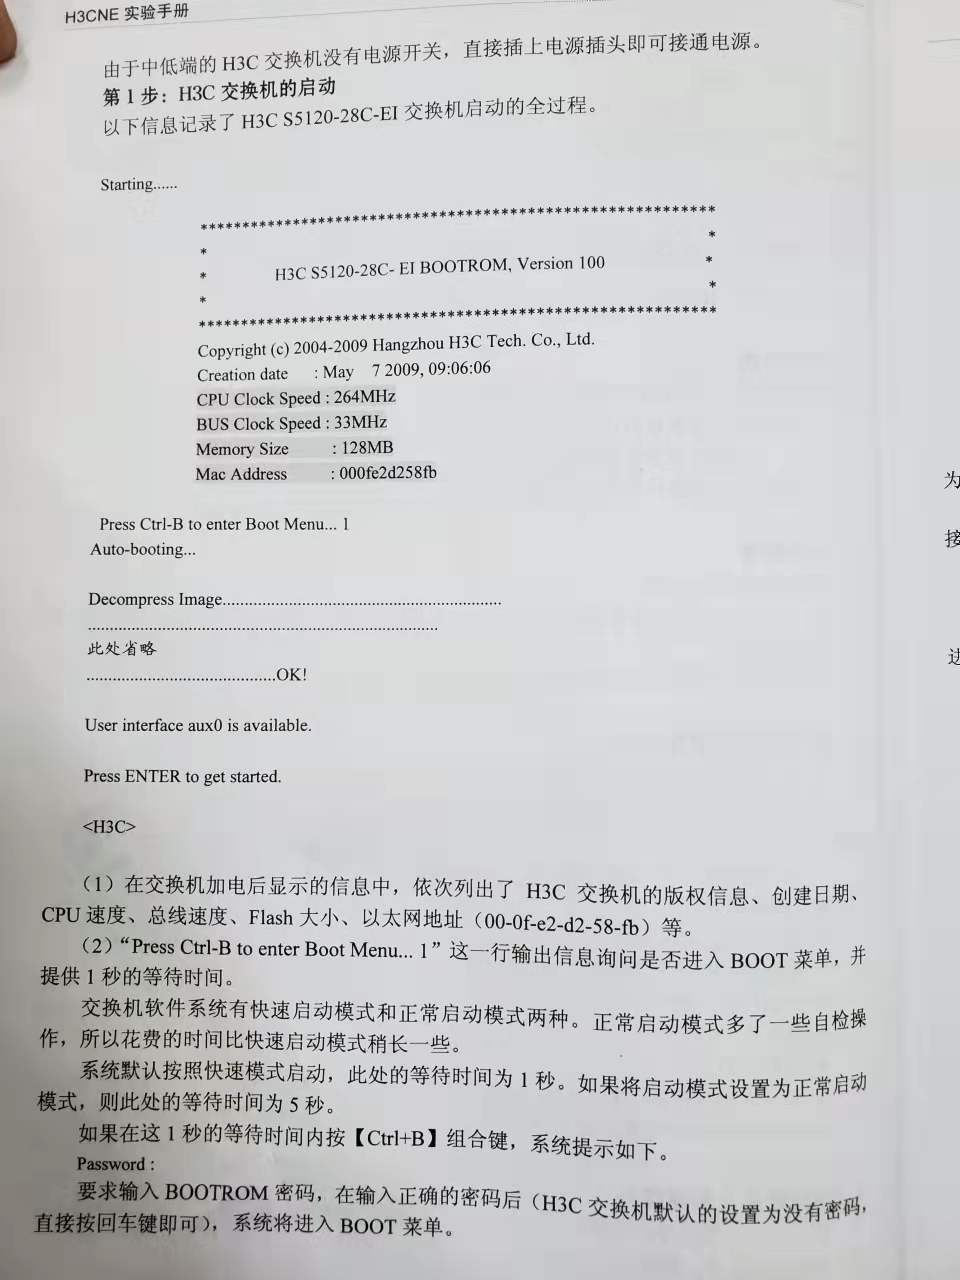 H3CNE 实验手册
由于中低端的 H3C 交换机没有电源开关，直接插上电源插头即可接通电源。
第 1 步：H3C 交换机的启动
以下信息记录了 H3C S5120-28C-EI 交换机启动的全过程。
Starting......
**************************************************************
* *
* H3C S5120-28C- EI BOOTROM, Version 100 *
* *
**************************************************************
Copyright (c) 2004-2009 Hangzhou H3C Tech. Co., Ltd.
Creation date : May 7 2009, 09:06:06
CPU Clock Speed : 264MHz
BUS Clock Speed : 33MHz
Memory Size : 128MB
Mac Address : 000fe2d258fb
Press Ctrl-B to enter Boot Menu... 1
Auto-booting...
Decompress Image...............................................................
................................................................................
此处省略
...........................................OK!
User interface aux0 is available.
Press ENTER to get started.
<H3C>
（1）在交换机加电后显示的信息中，依次列出了 H3C 交换机的版权信息、创建日期、
CPU 速度、总线速度、Flash 大小、以太网地址（00-0f-e2-d2-58-fb）等。
（2）“Press Ctrl-B to enter Boot Menu... 1”这一行输出信息询问是否进入 BOOT 菜单，并
提供 1 秒的等待时间。
交换机软件系统有快速启动模式和正常启动模式两种。正常启动模式多了一些自检操
作，所以花费的时间比快速启动模式稍长一些。
系统默认按照快速模式启动，此处的等待时间为 1 秒。如果将启动模式设置为正常启动
模式，则此处的等待时间为 5 秒。
如果在这 1 秒的等待时间内按【Ctrl+B】组合键，系统提示如下。
Password :
要求输入 BOOTROM 密码，在输入正确的密码后（H3C 交换机默认的设置为没有密码，
直接按回车键即可），系统将进入 BOOT 菜单。
为
接
进